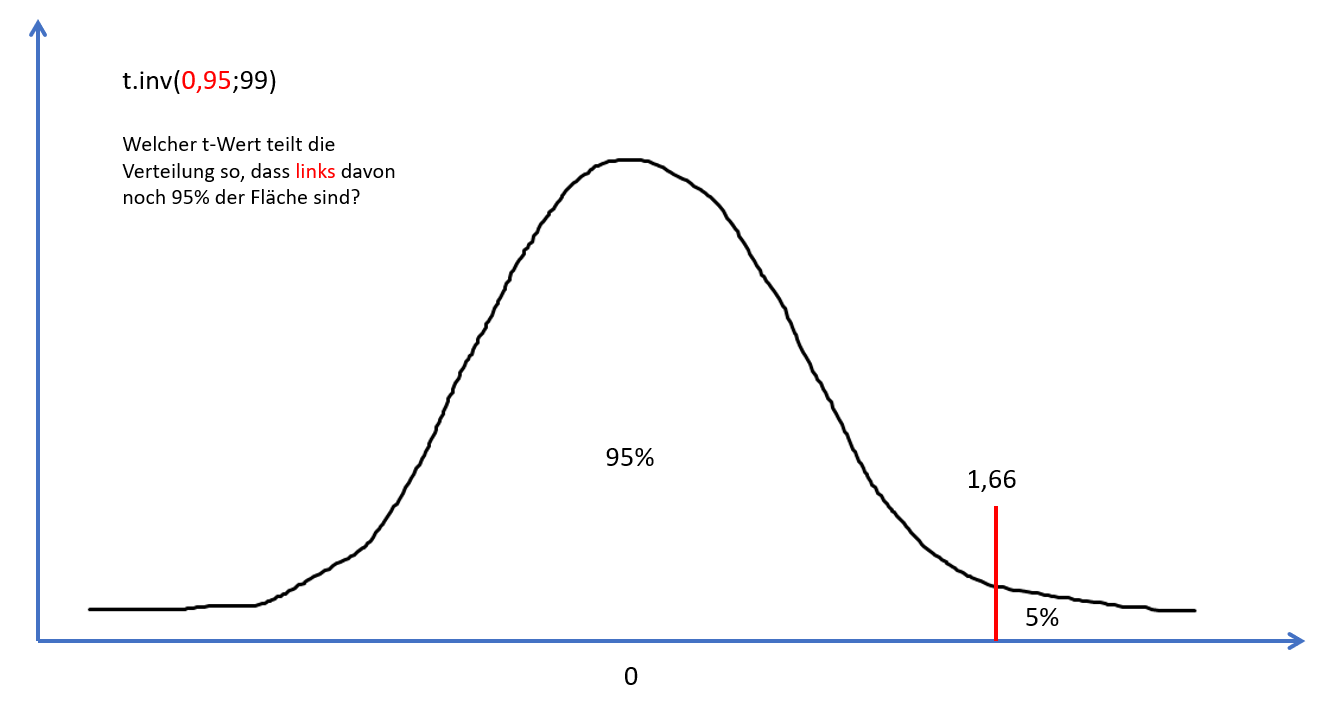 t.inv(0,95;99)
Welcher t-Wert teilt die
Verteilung so, dass links davon
noch 95% der Fläche sind?
95%
1,66
5%
0